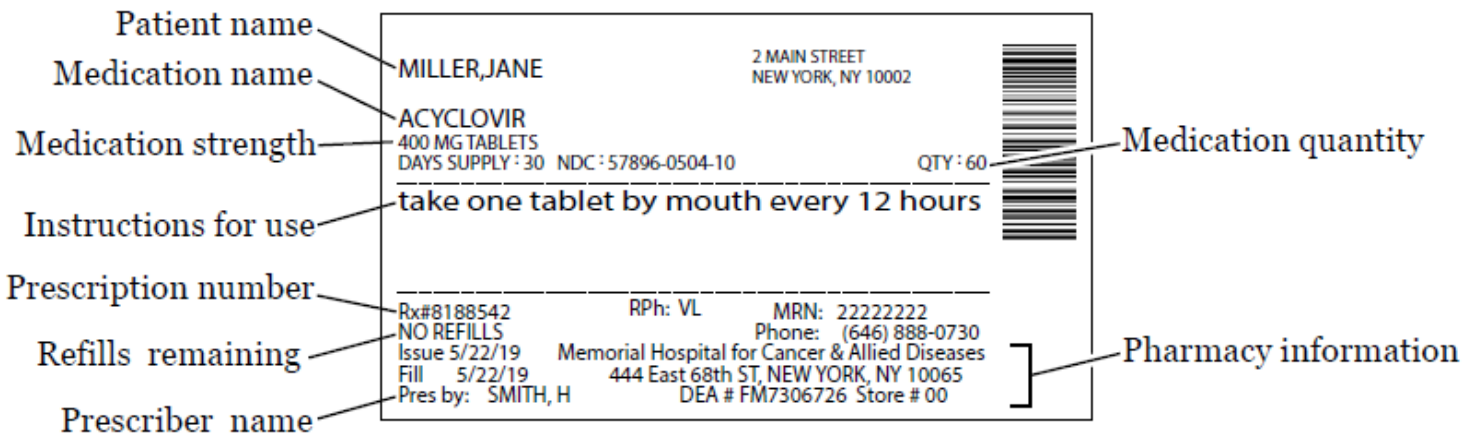 Patient name
MILLER,JANE
2 MAIN STREET
NEW YORK, NY 10002
Medication name
ACYCLOVIR
Medication strength
400 MG TABLETS
DAYS SUPPLY : 30 NDC : 57896-0504-10 QTY : 60
Medication quantity
take one tablet by mouth every 12 hours
Instructions for use
Prescription number
Rx#8188542 RPh: VL MRN: 22222222
NO REFILLS Phone: (646) 888-0730
Refills remaining
Issue 5/22/19 Memorial Hospital for Cancer & Allied Diseases
Fill 5/22/19 444 East 68th ST, NEW YORK, NY 10065
Pharmacy information
Pres by: SMITH, H DEA # FM7306726 Store # 00
Prescriber name